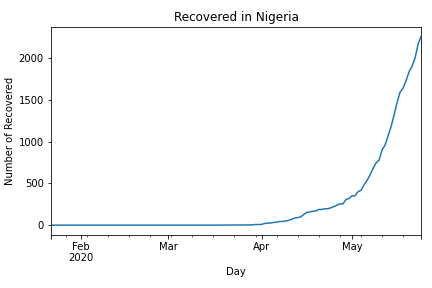 Recovered in Nigeria
Number of Recovered
2000
1500
1000
500
0
Feb
2020
Mar
Apr
May
Day